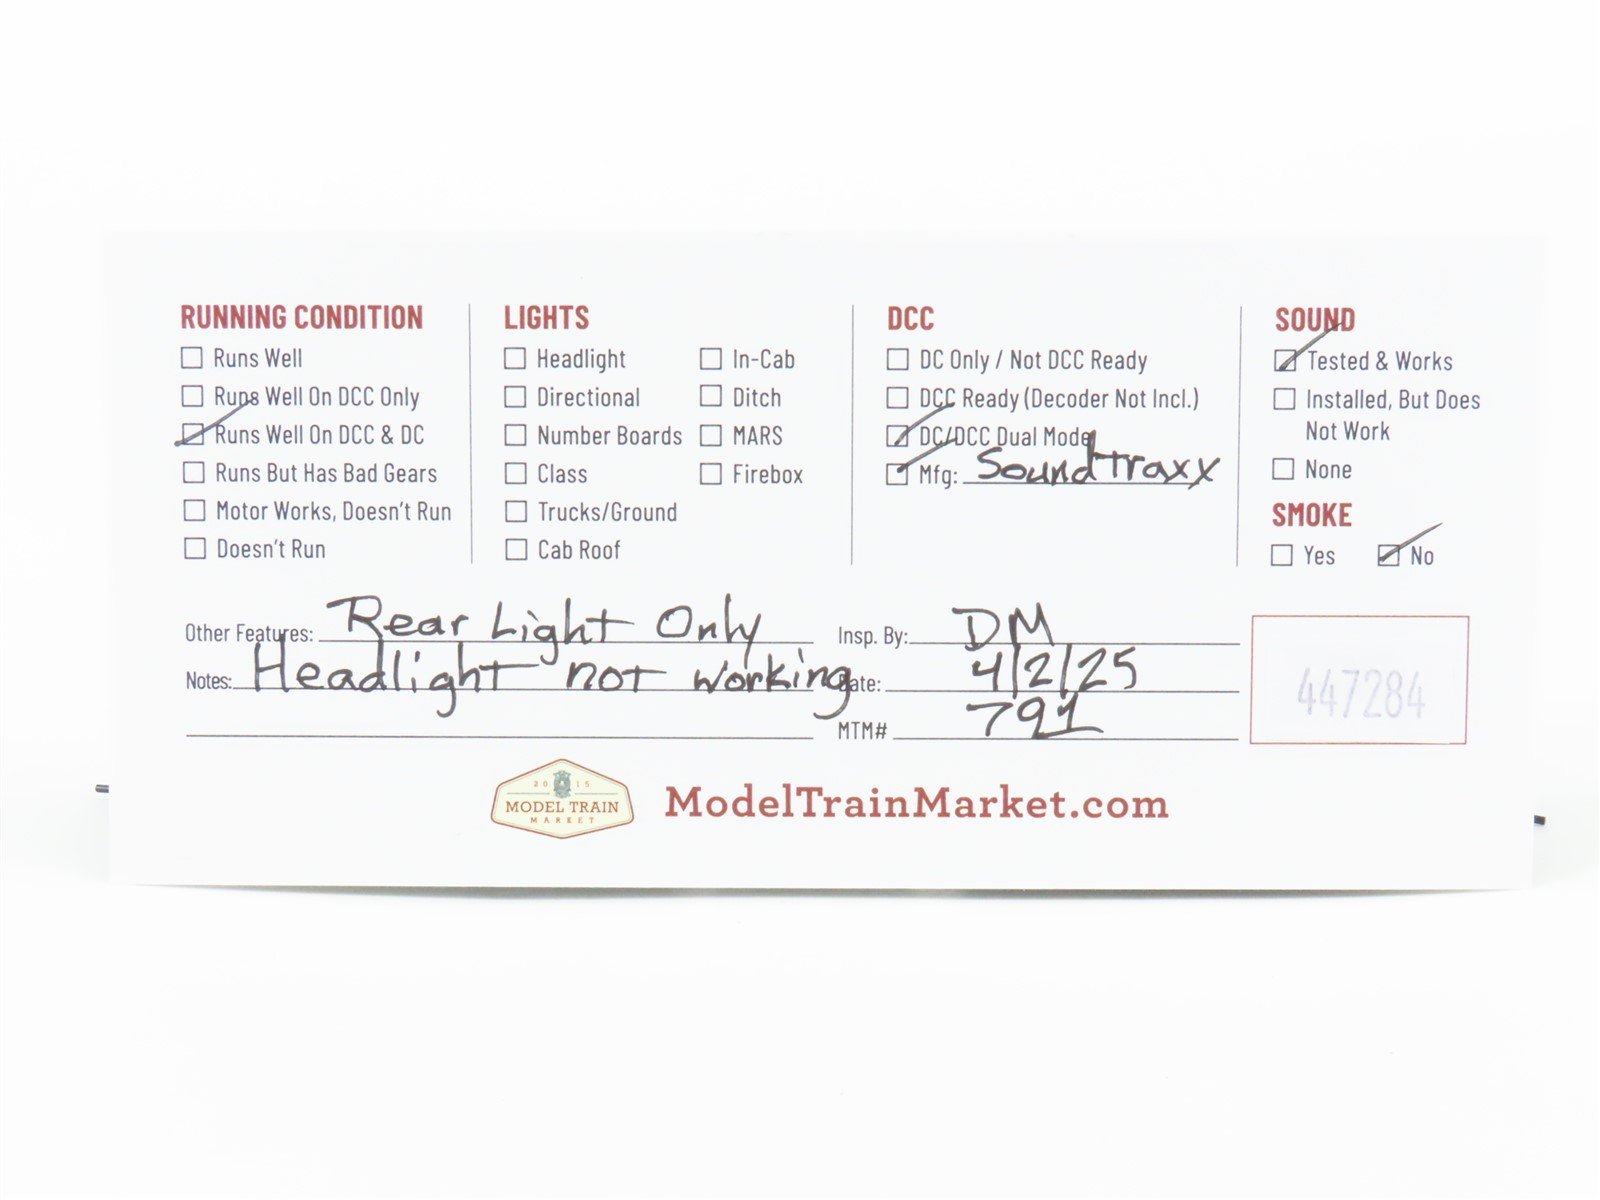 RUNNING CONDITION
Runs Well
Runs Well On DCC Only
Runs Well On DCC & DC
Runs But Has Bad Gears
Motor Works, Doesn't Run
Doesn't Run
LIGHTS
Headlight
Directional
Number Boards
Class
Trucks/Ground
Cab Roof
In-Cab
Ditch
MARS
Firebox
DCC
DC Only / Not DCC Ready
DCC Ready (Decoder Not Incl.)
DC/DCC Dual Mode
Mfg: Soundtraxx
SOUND
Tested & Works
Installed, But Does
Not Work
None
SMOKE
Yes No
Other Features: Rear Light Only
Notes: Headlight not working
Insp. By: DM
Date: 4/2/25
MTM# 791
447284
2015
MODEL TRAIN
MARKET
ModelTrainMarket.com